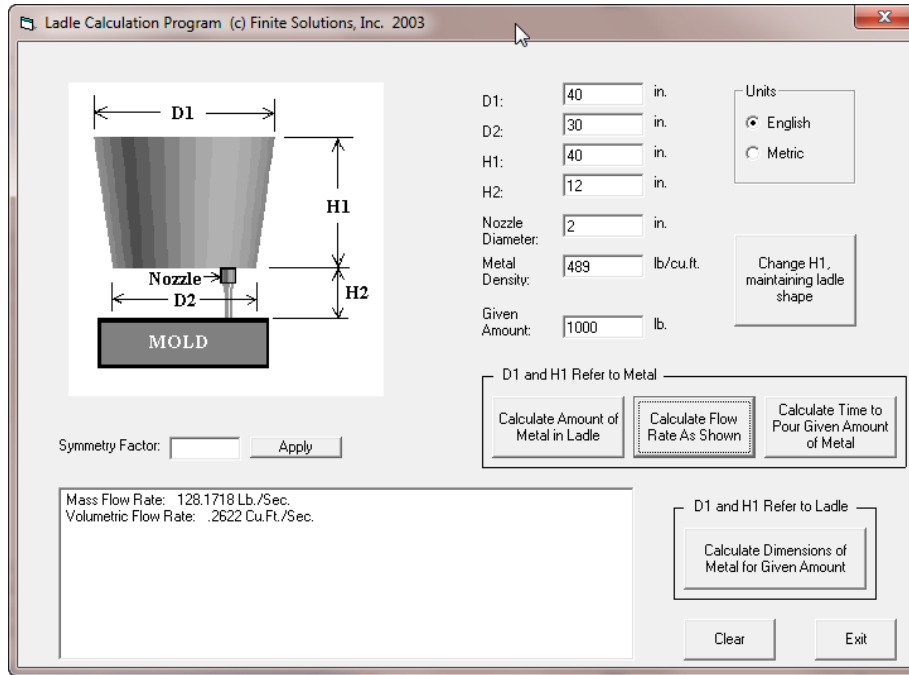 Ladle Calculation Program (c) Finite Solutions, Inc. 2003
D1
H1
Nozzle
D2
H2
MOLD
D1: 40 in.
D2: 30 in.
H1: 40 in.
H2: 12 in.
Nozzle
Diameter: 2 in.
Metal
Density: 489 lb/cu.ft.
Given
Amount: 1000 lb.
Units
English
Metric
Change H1,
maintaining ladle
shape
D1 and H1 Refer to Metal
Calculate Amount of
Metal in Ladle
Calculate Flow
Rate As Shown
Calculate Time to
Pour Given Amount
of Metal
Symmetry Factor:
Apply
Mass Flow Rate: 128.1718 Lb./Sec.
Volumetric Flow Rate: .2622 Cu.Ft./Sec.
D1 and H1 Refer to Ladle
Calculate Dimensions of
Metal for Given Amount
Clear
Exit